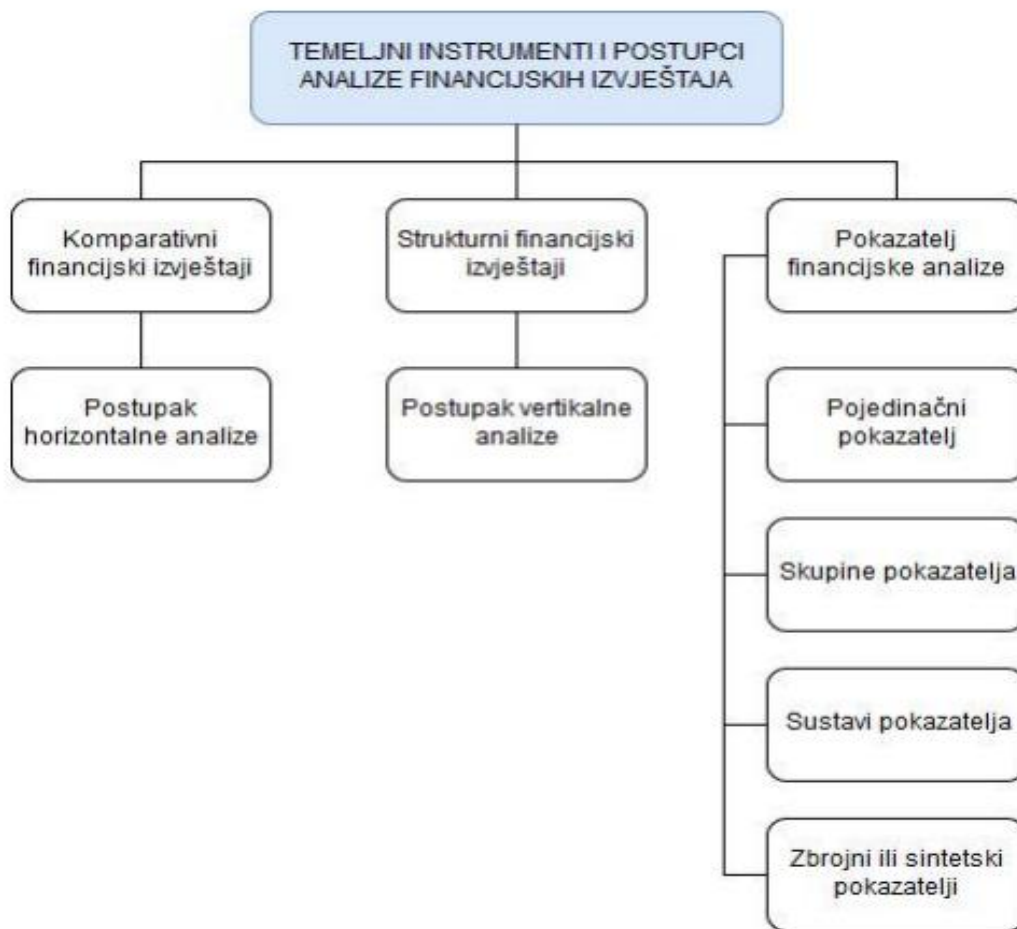 TEMELJNI INSTRUMENTI I POSTUPCI
ANALIZE FINANCIJSKIH IZVJEŠTAJA
Komparativni
financijski izvještaji
Strukturni financijski
izvještaji
Pokazatelj
financijske analize
Postupak
horizontalne analize
Postupak vertikalne
analize
Pojedinačni
pokazatelj
Skupine pokazatelja
Sustavi pokazatelja
Zbrojni ili sintetski
pokazatelji